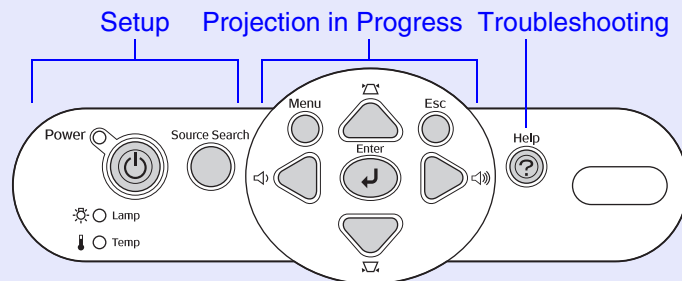 Setup Projection in Progress Troubleshooting
Menu Esc
Power Source Search Enter Help
?
Lamp
Temp